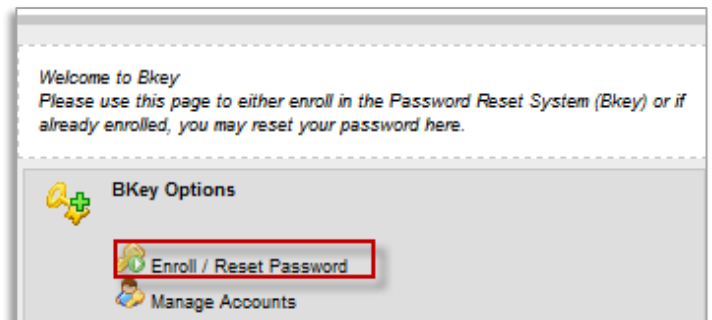 Welcome to Bkey
Please use this page to either enroll in the Password Reset System (Bkey) or if
already enrolled, you may reset your password here.
BKey Options
Enroll / Reset Password
Manage Accounts